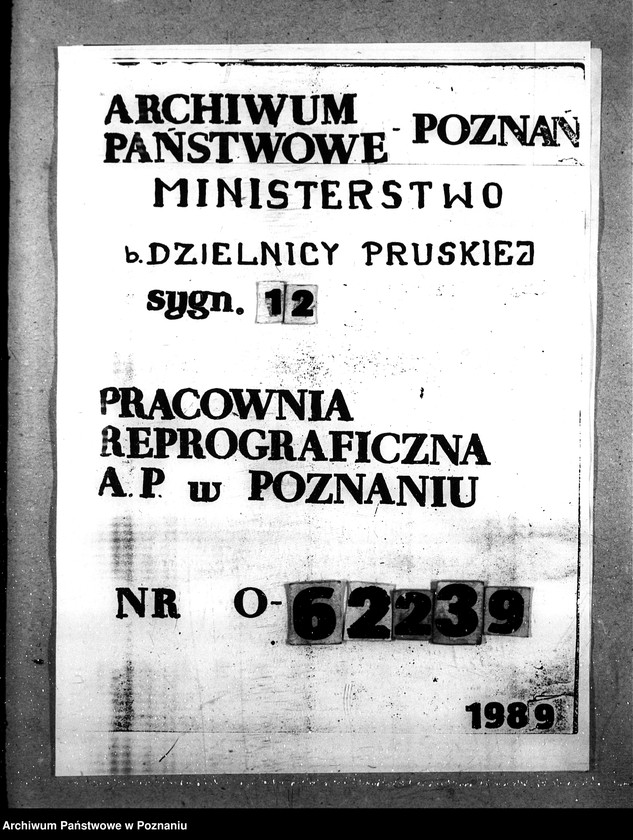 ARCHIWUM
PAŃSTWOWE - POZNAŃ
MINISTERSTWO
b. DZIELNICY PRUSKIEJ
sygn. 12
PRACOWNIA
REPROGRAFICZNA
A.P. w POZNANIU
NR O-62239
1989
Archiwum Państwowe w Poznaniu